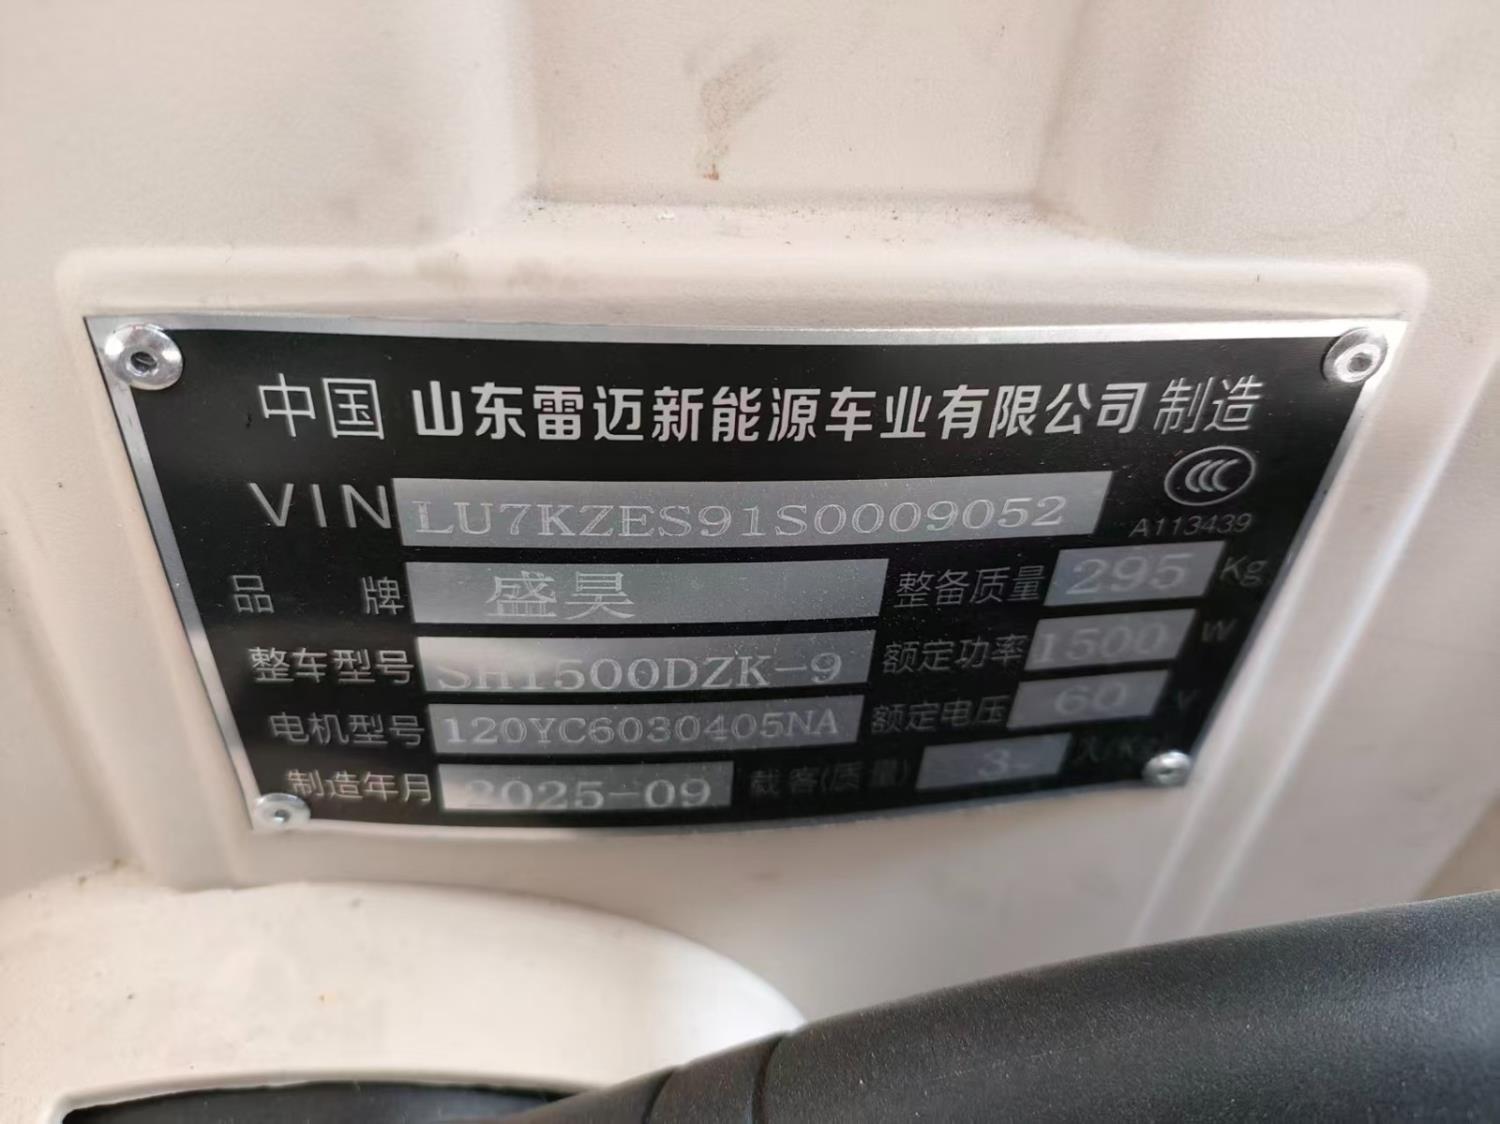 中国 山东雷迈新能源车业有限公司 制造
VIN LU7KZES91S0009052
A113439
品牌 盛昊 整备质量 295 Kg
整车型号 SH1500DZK-9 额定功率 1500 W
电机型号 120YC6030405NA 额定电压 60 V
制造年月 2025-09 载客(质量) 3 人/Kg